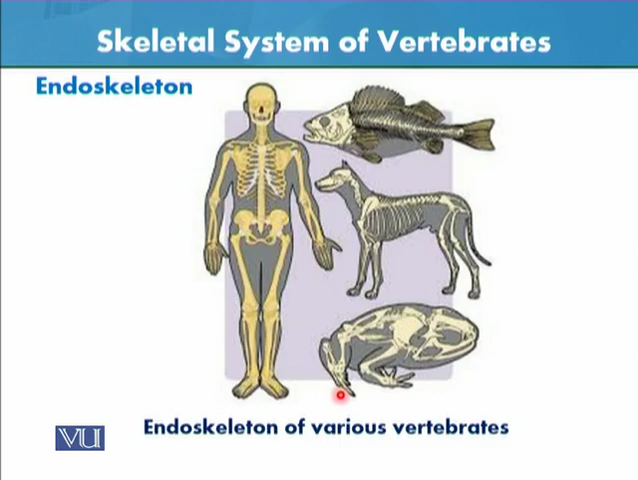 Skeletal System of Vertebrates
Endoskeleton
Endoskeleton of various vertebrates
VU